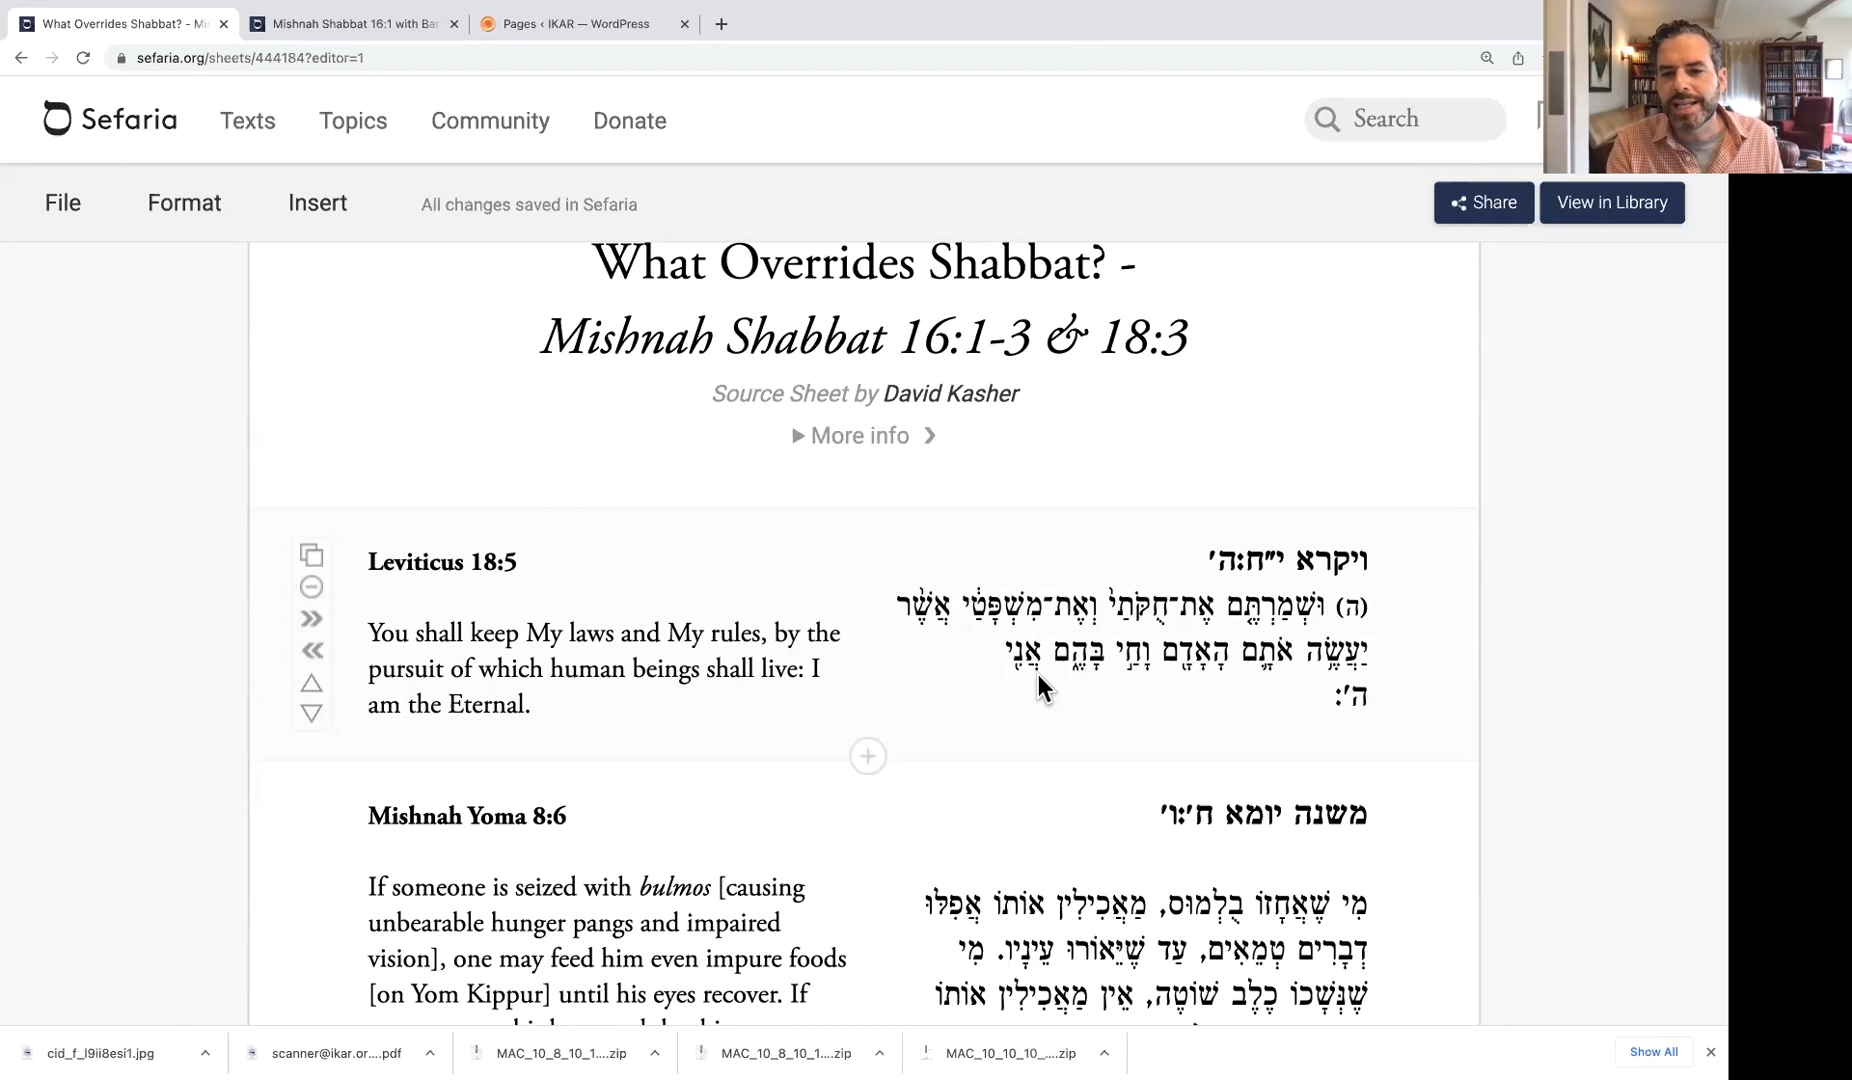 What Overrides Shabbat? - Mis
Mishnah Shabbat 16:1 with Bar
Pages ‹ IKAR — WordPress
sefaria.org/sheets/444184?editor=1
Sefaria
Texts
Topics
Community
Donate
Search
File
Format
Insert
All changes saved in Sefaria
Share
View in Library
What Overrides Shabbat? -
Mishnah Shabbat 16:1-3 & 18:3
Source Sheet by David Kasher
More info
Leviticus 18:5
You shall keep My laws and My rules, by the
pursuit of which human beings shall live: I
am the Eternal.
ויקרא י״ח:ה׳
(ה) וּשְׁמַרְתֶּ֤ם אֶת־חֻקֹּתַי֙ וְאֶת־מִשְׁפָּטַ֔י אֲשֶׁ֨ר
יַעֲשֶׂ֥ה אֹתָ֛ם הָאָדָ֖ם וָחַ֣י בָּהֶ֑ם אֲנִ֖י
ה׳:
Mishnah Yoma 8:6
If someone is seized with bulmos [causing
unbearable hunger pangs and impaired
vision], one may feed him even impure foods
[on Yom Kippur] until his eyes recover. If
משנה יומא ח׳:ו׳
מִי שֶׁאֲחָזוֹ בֻלְמוּס, מַאֲכִילִין אוֹתוֹ אֲפִלּוּ
דְבָרִים טְמֵאִים, עַד שֶׁיֵּאוֹרוּ עֵינָיו. מִי
שֶׁנְּשָׁכוֹ כֶלֶב שׁוֹטֶה, אֵין מַאֲכִילִין אוֹתוֹ
cid_f_l9ii8esi1.jpg
scanner@ikar.or....pdf
MAC_10_8_10_1....zip
MAC_10_8_10_1....zip
MAC_10_10_10_....zip
Show All